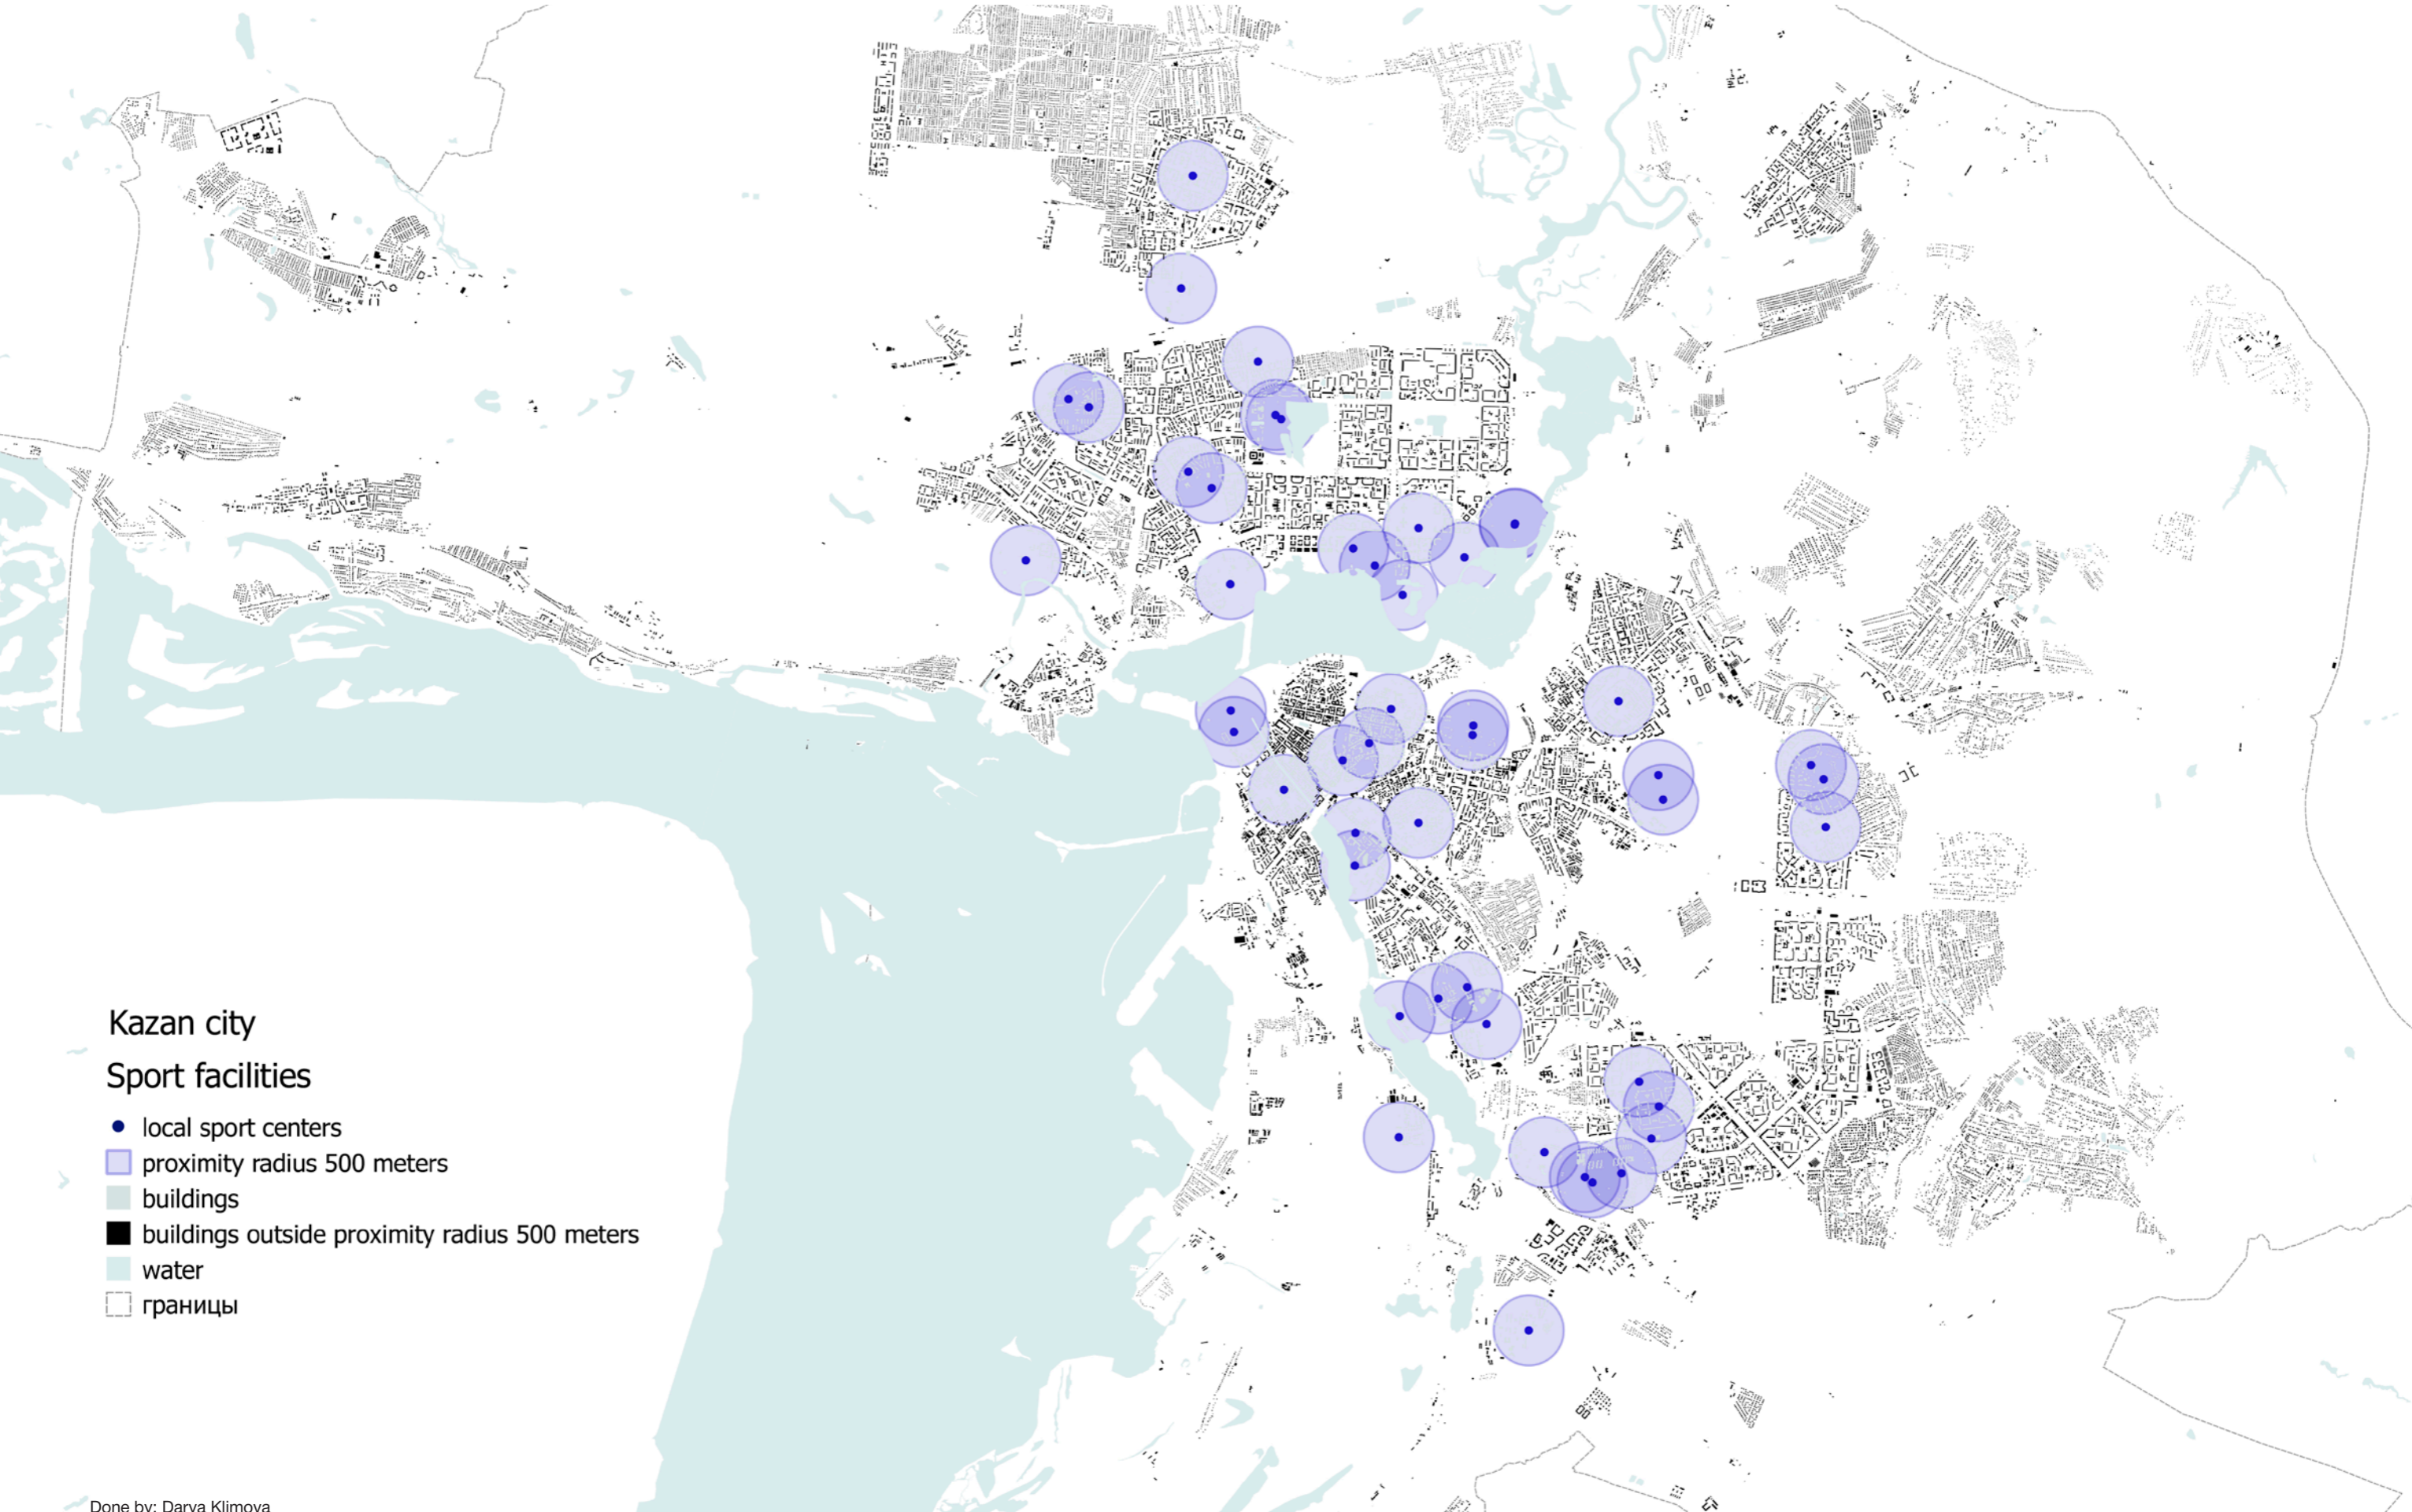 Kazan city
Sport facilities
local sport centers
proximity radius 500 meters
buildings
buildings outside proximity radius 500 meters
water
границы
Done by: Darya Klimova